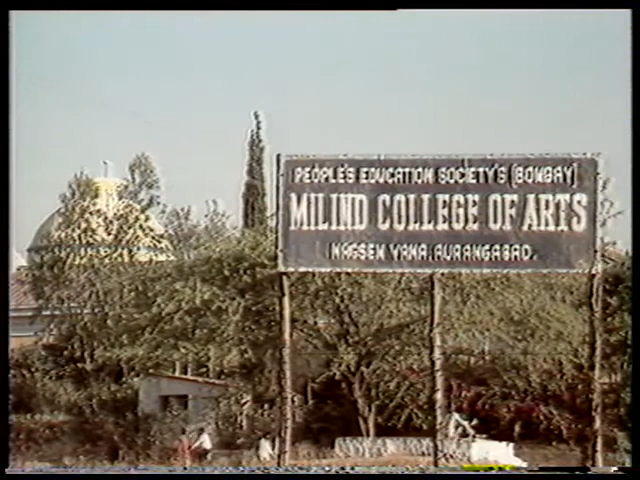 PEOPLE'S EDUCATION SOCIETY'S (BOMBAY)
MILIND COLLEGE OF ARTS
NAGSEN VANA, AURANGABAD.